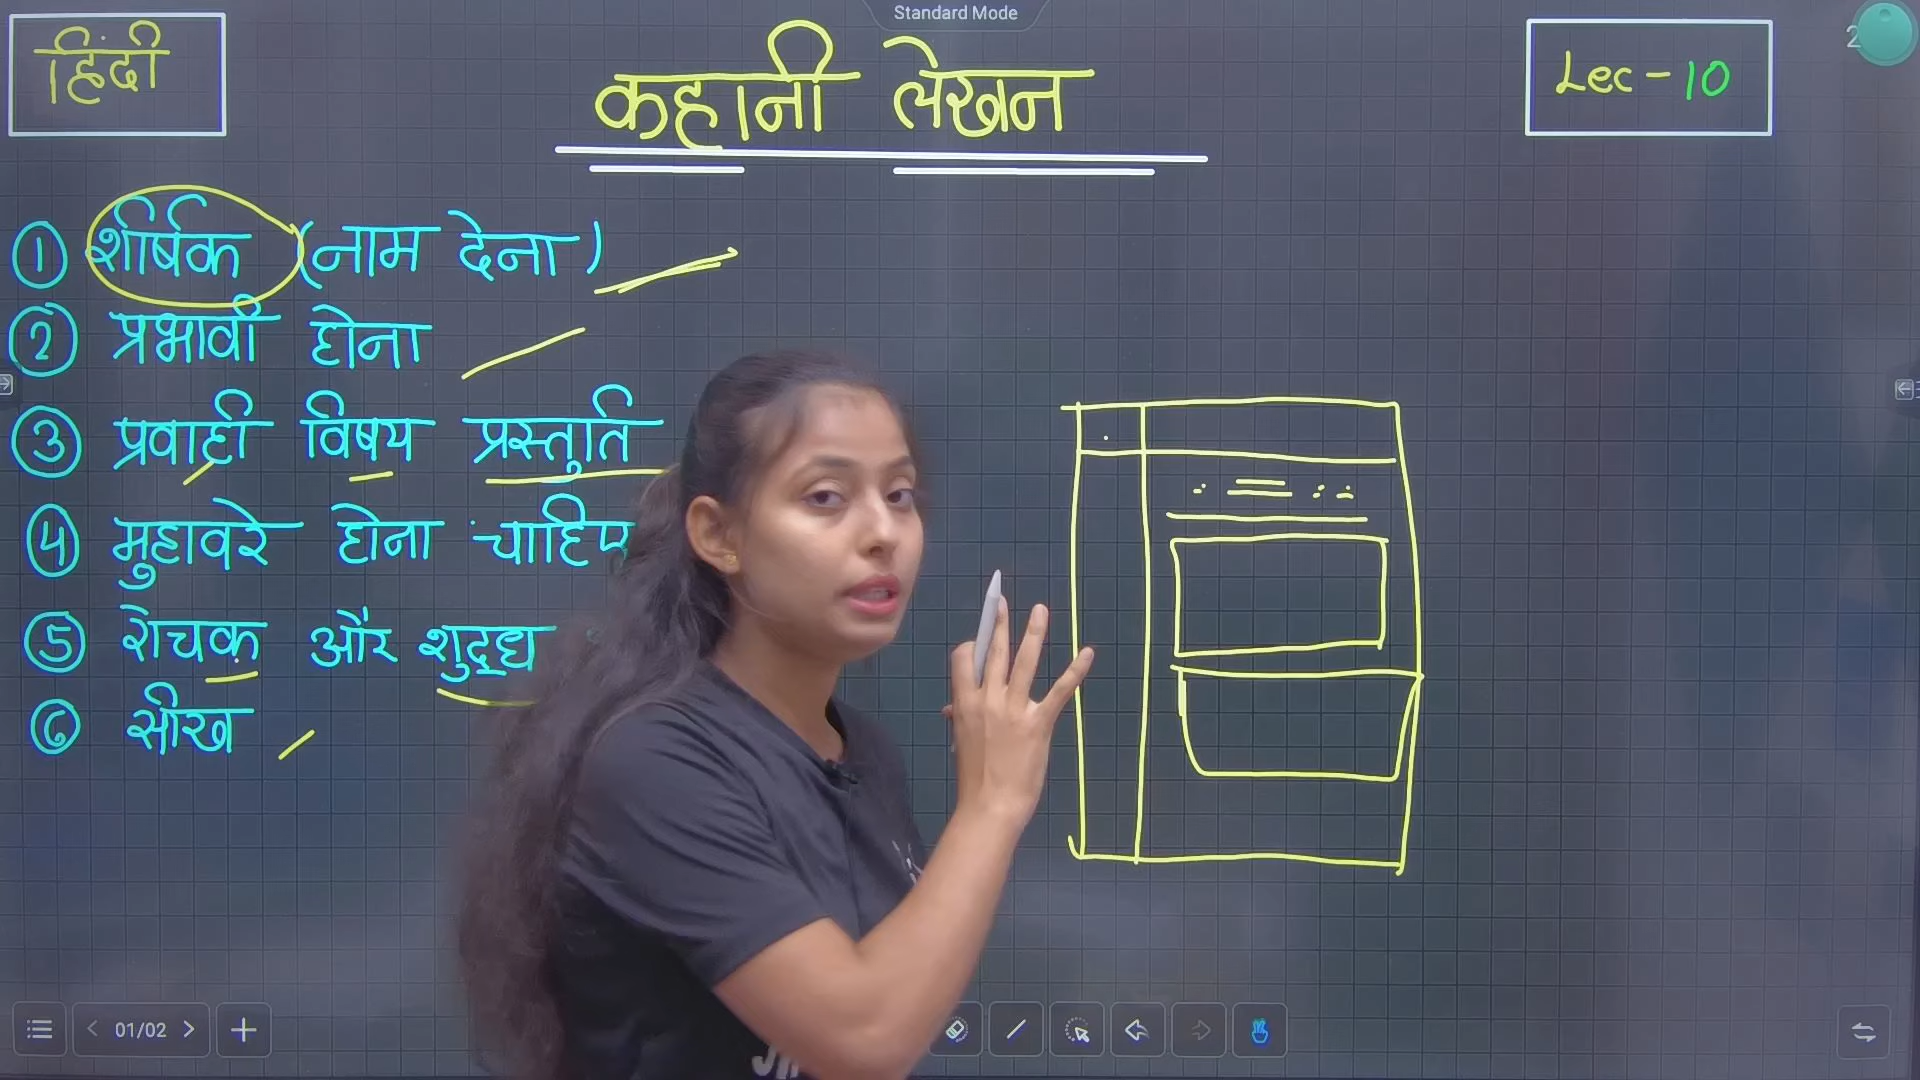 Standard Mode
हिंदी
कहानी लेखन
Lec - 10
① शीर्षक (नाम देना)
② प्रभावी होना
③ प्रवाही विषय प्रस्तुति
④ मुहावरे होना
⑤ रोचक और शुद्ध
⑥ सीख
01/02